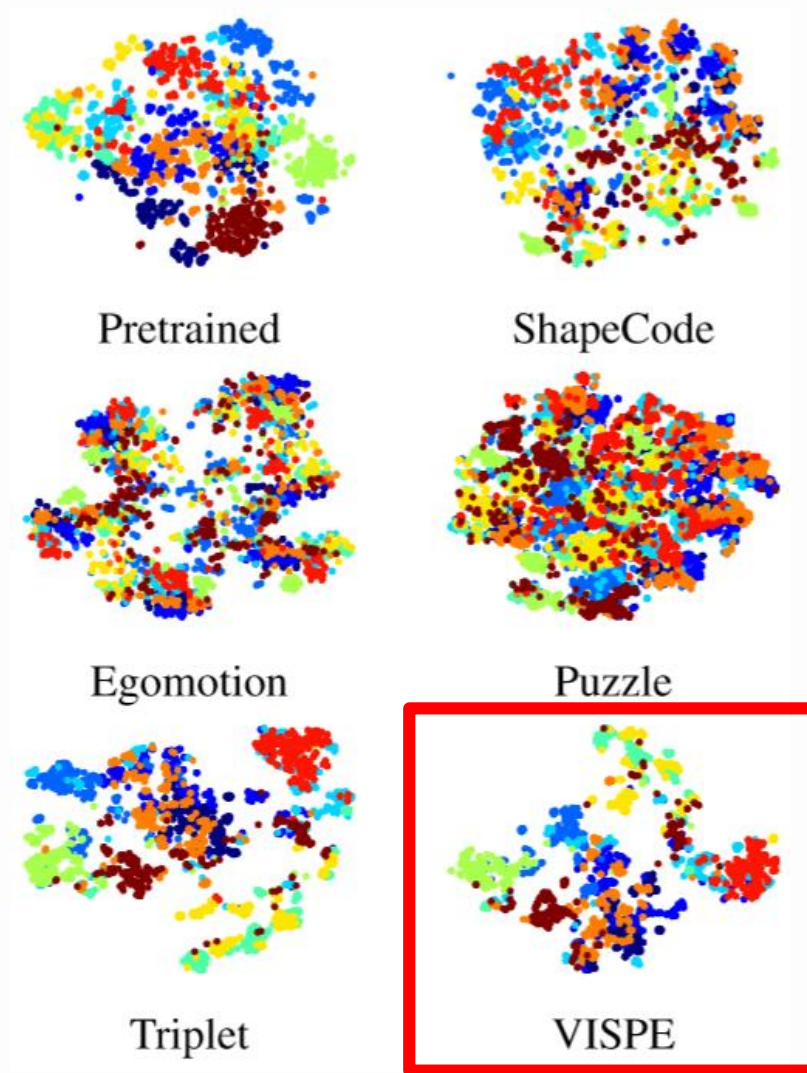 Pretrained
ShapeCode
Egomotion
Puzzle
Triplet
VISPE